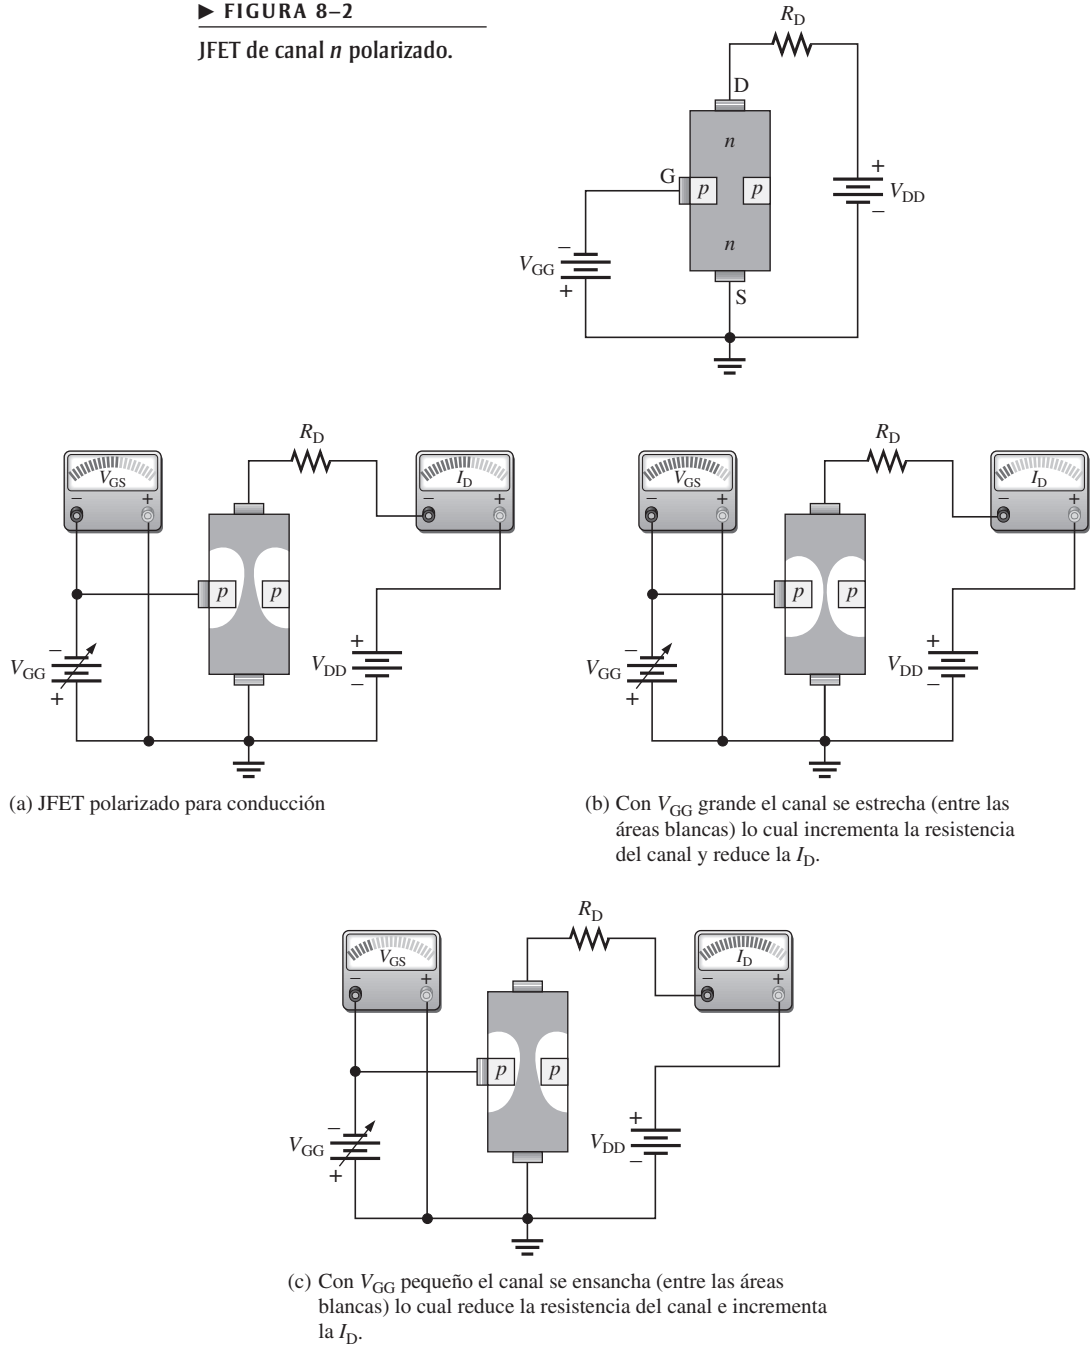 ▶ FIGURA 8–2
JFET de canal n polarizado.
R_D
D
n
G
p
p
+
V_DD
–
n
–
V_GG
+
S
R_D
V_GS
– +
I_D
– +
p
p
–
V_GG
+
+
V_DD
–
(a) JFET polarizado para conducción
R_D
V_GS
– +
I_D
– +
p
p
–
V_GG
+
+
V_DD
–
(b) Con V_GG grande el canal se estrecha (entre las
áreas blancas) lo cual incrementa la resistencia
del canal y reduce la I_D.
R_D
V_GS
– +
I_D
– +
p
p
–
V_GG
+
+
V_DD
–
(c) Con V_GG pequeño el canal se ensancha (entre las áreas
blancas) lo cual reduce la resistencia del canal e incrementa
la I_D.